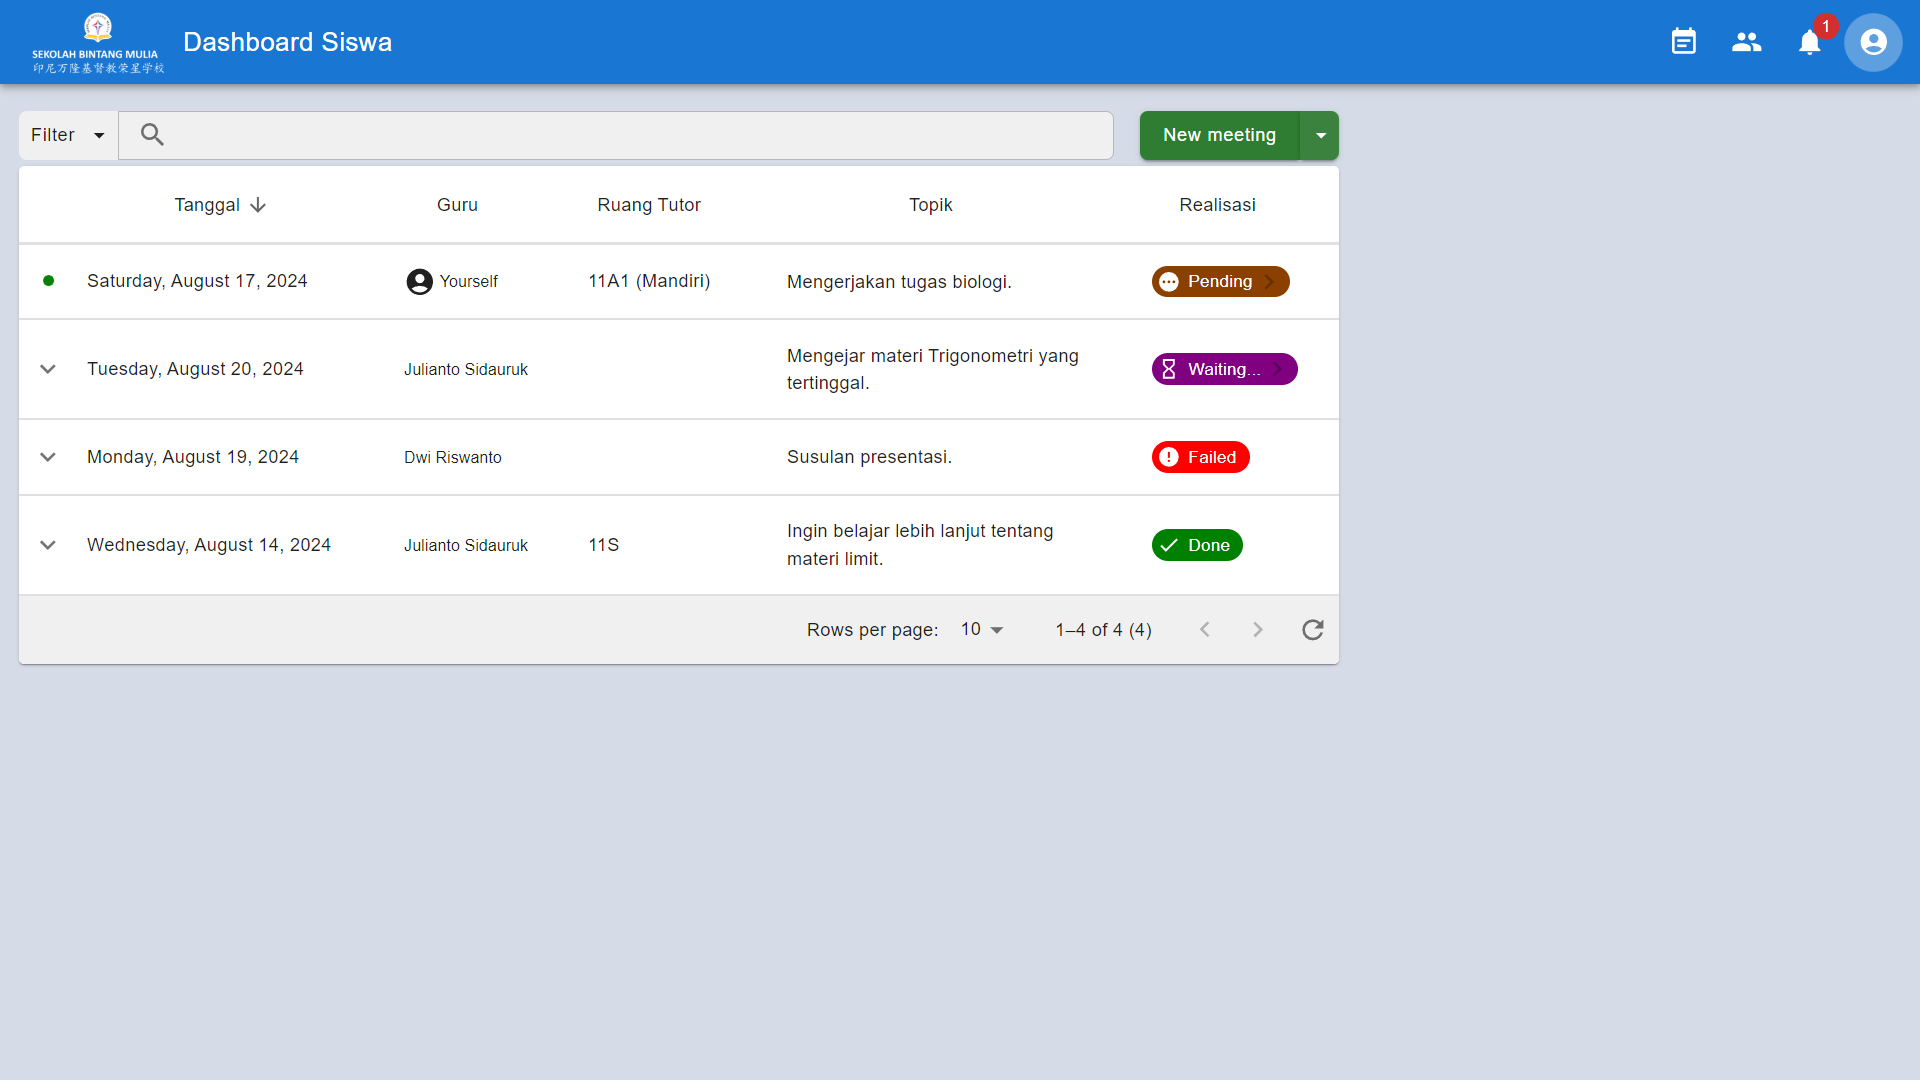 SEKOLAH BINTANG MULIA
印尼万隆基督教荣星学校
Dashboard Siswa
1
Filter
New meeting
Tanggal
Guru
Ruang Tutor
Topik
Realisasi
Saturday, August 17, 2024
Yourself
11A1 (Mandiri)
Mengerjakan tugas biologi.
Pending
Tuesday, August 20, 2024
Julianto Sidauruk
Mengejar materi Trigonometri yang
tertinggal.
Waiting...
Monday, August 19, 2024
Dwi Riswanto
Susulan presentasi.
Failed
Wednesday, August 14, 2024
Julianto Sidauruk
11S
Ingin belajar lebih lanjut tentang
materi limit.
Done
Rows per page:
10
1–4 of 4 (4)